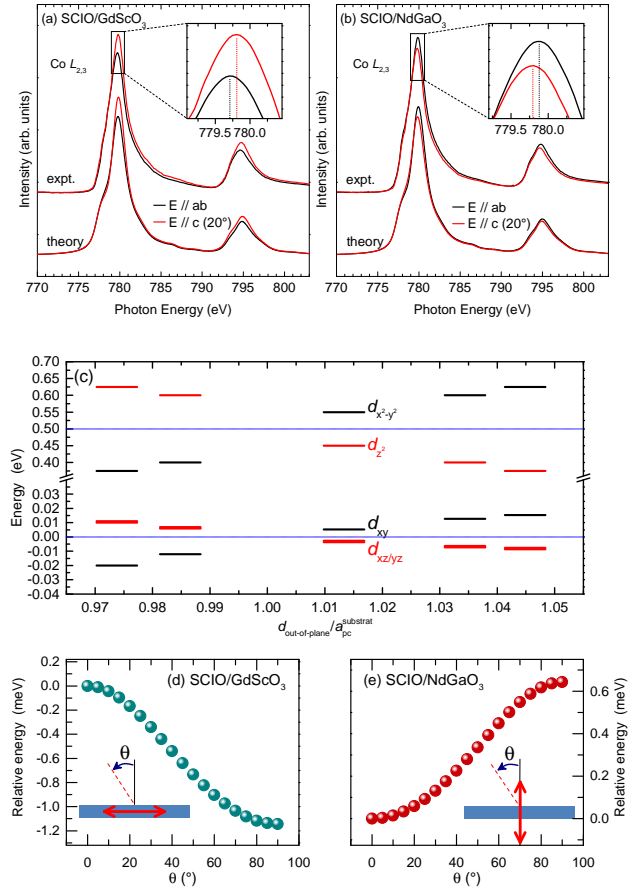 (a) SCIO/GdScO3
Co L2,3
779.5 780.0
expt.
E // ab
E // c (20°)
theory
Intensity (arb. units)
770 775 780 785 790 795 800
Photon Energy (eV)
(b) SCIO/NdGaO3
Co L2,3
779.5 780.0
expt.
E // ab
E // c (20°)
theory
Intensity (arb. units)
770 775 780 785 790 795 800
Photon Energy (eV)
(c)
Energy (eV)
0.65
0.60
0.55
0.50
0.45
0.40
0.03
0.02
0.01
0.00
-0.01
-0.02
-0.04
dx2-y2
dz2
dxy
dxz/yz
0.97 0.98 0.99 1.00 1.01 1.02 1.03 1.04 1.05
dout-of-plane/apcsubstrat
(d) SCIO/GdScO3
Relative energy (meV)
0.0
-0.2
-0.4
-0.6
-0.8
-1.0
-1.2
θ
0 20 40 60 80 100
θ (°)
(e) SCIO/NdGaO3
θ
0.6
0.4
0.2
0.0
Relative energy (meV)
0 20 40 60 80 100
θ (°)